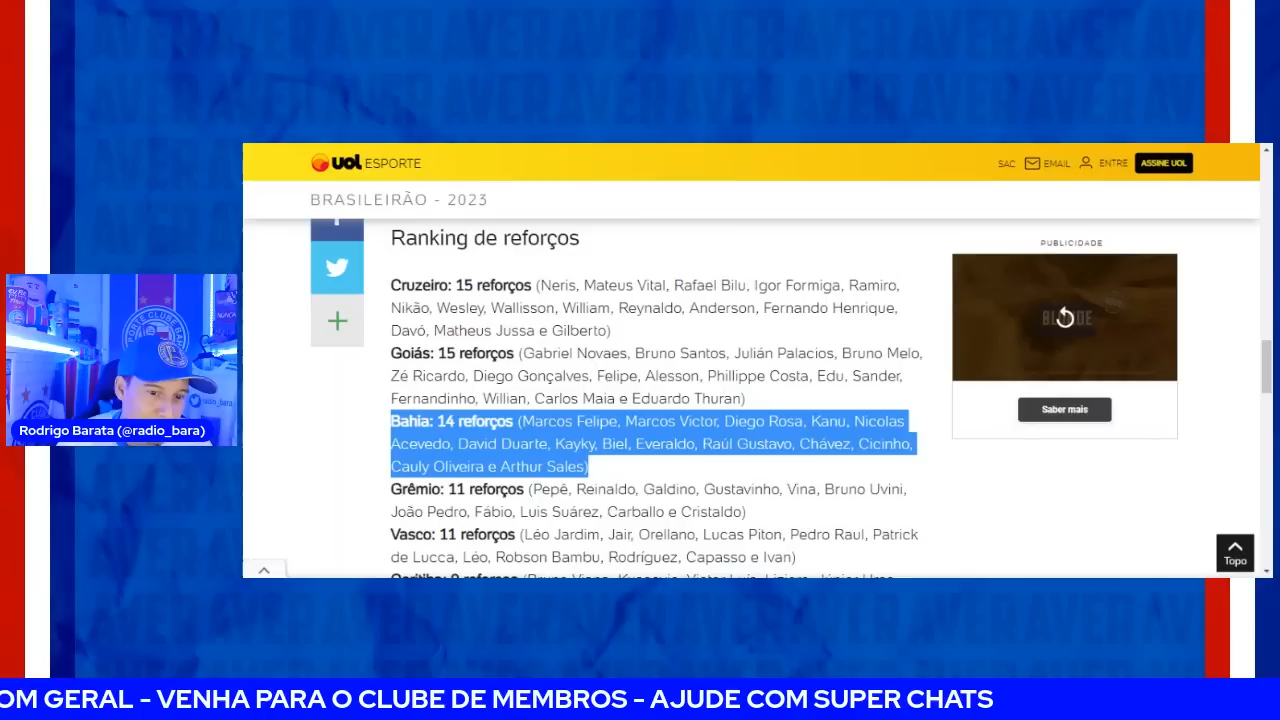 uol ESPORTE
SAC EMAIL ENTRE ASSINE UOL
BRASILEIRÃO - 2023
Ranking de reforços
PUBLICIDADE
Cruzeiro: 15 reforços (Neris, Mateus Vital, Rafael Bilu, Igor Formiga, Ramiro,
Nikão, Wesley, Wallisson, William, Reynaldo, Anderson, Fernando Henrique,
Davó, Matheus Jussa e Gilberto)
Goiás: 15 reforços (Gabriel Novaes, Bruno Santos, Julián Palacios, Bruno Melo,
Zé Ricardo, Diego Gonçalves, Felipe, Alesson, Phillippe Costa, Edu, Sander,
Fernandinho, Willian, Carlos Maia e Eduardo Thuran)
Bahia: 14 reforços (Marcos Felipe, Marcos Victor, Diego Rosa, Kanu, Nicolas
Acevedo, David Duarte, Kayky, Biel, Everaldo, Raúl Gustavo, Chávez, Cicinho,
Cauly Oliveira e Arthur Sales)
Grêmio: 11 reforços (Pepê, Reinaldo, Galdino, Gustavinho, Vina, Bruno Uvini,
João Pedro, Fábio, Luis Suárez, Carballo e Cristaldo)
Vasco: 11 reforços (Léo Jardim, Jair, Orellano, Lucas Piton, Pedro Raul, Patrick
de Lucca, Léo, Robson Bambu, Rodríguez, Capasso e Ivan)
Saber mais
Topo
Rodrigo Barata (@radio_bara)
OM GERAL - VENHA PARA O CLUBE DE MEMBROS - AJUDE COM SUPER CHATS